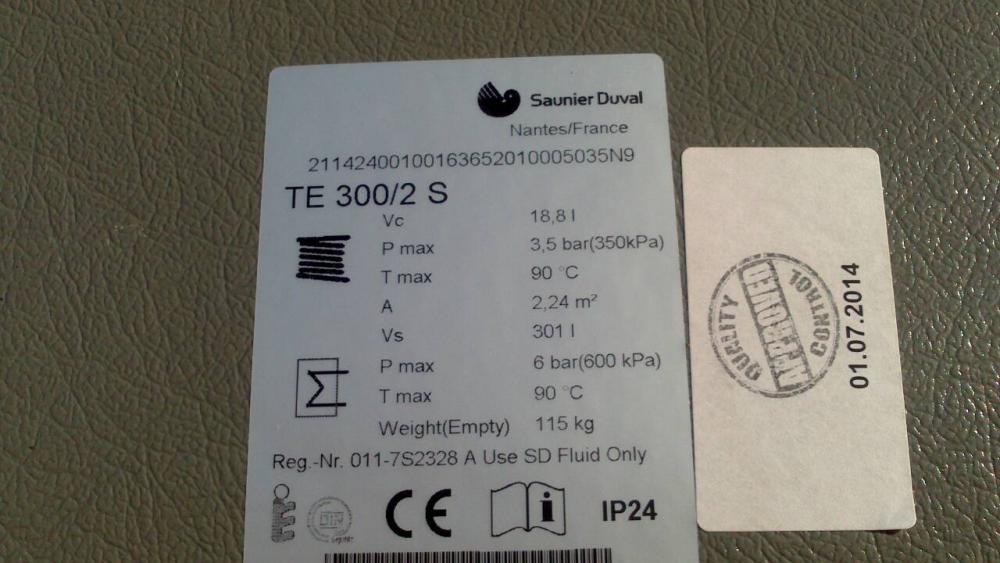 Saunier Duval
Nantes/France
21142400100163652010005035N9
TE 300/2 S
Vc 18,8 l
P max 3,5 bar(350kPa)
T max 90 °C
A 2,24 m²
Vs 301 l
P max 6 bar(600 kPa)
T max 90 °C
Weight(Empty) 115 kg
Reg.-Nr. 011-7S2328 A Use SD Fluid Only
CE
i
IP24
QUALITY
APPROVED
CONTROL
01.07.2014